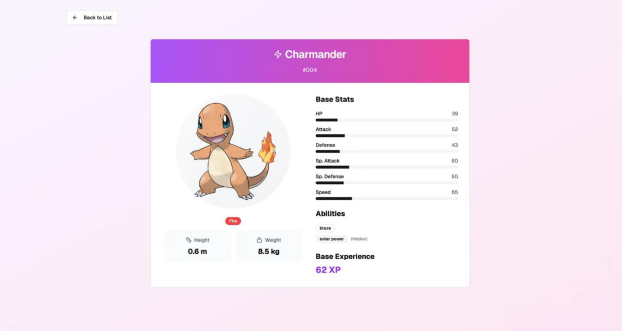 Back to List
Charmander
#004
Base Stats
HP 39
Attack 52
Defense 43
Sp. Attack 60
Sp. Defense 50
Speed 65
Fire
Height
0.6 m
Weight
8.5 kg
Abilities
blaze
solar power (Hidden)
Base Experience
62 XP